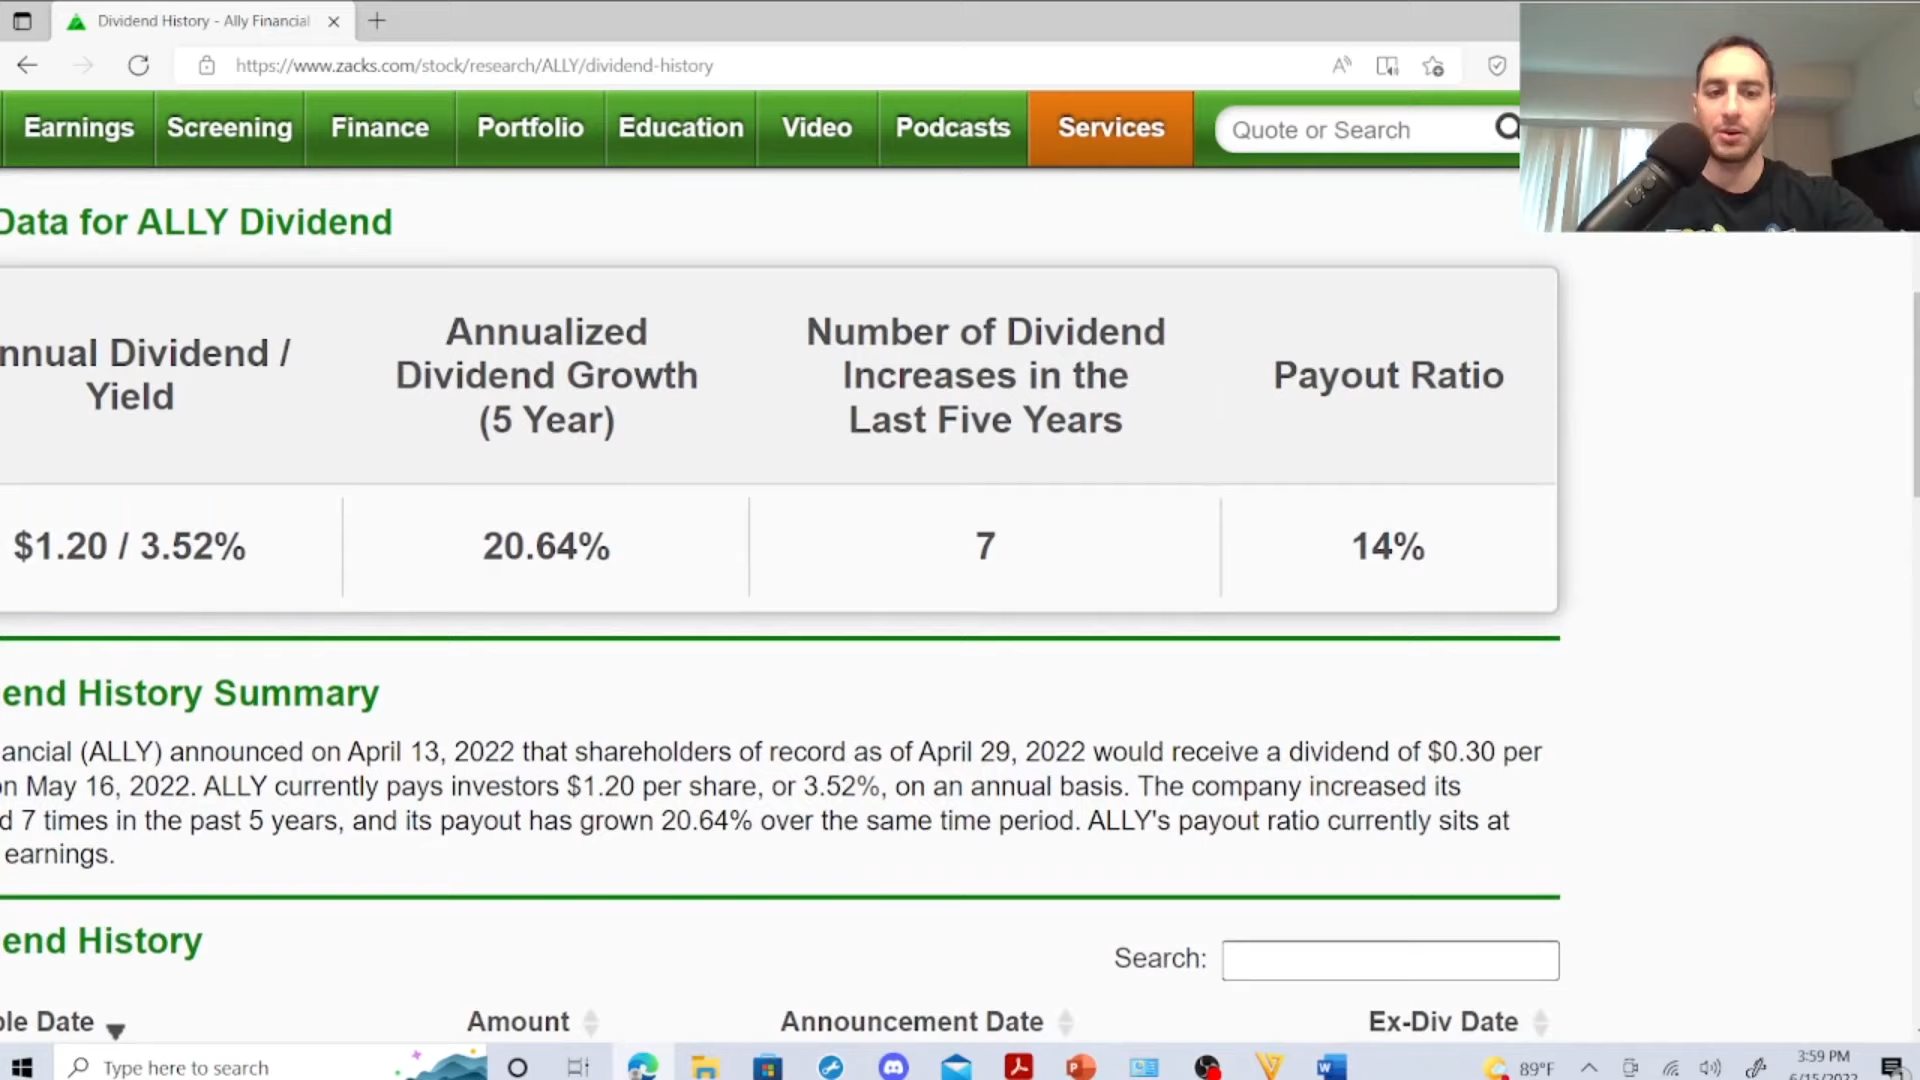 Dividend History - Ally Financial
https://www.zacks.com/stock/research/ALLY/dividend-history
Earnings Screening Finance Portfolio Education Video Podcasts Services Quote or Search
Data for ALLY Dividend
nnual Dividend /
Yield
Annualized
Dividend Growth
(5 Year)
Number of Dividend
Increases in the
Last Five Years
Payout Ratio
$1.20 / 3.52% 20.64% 7 14%
end History Summary
ancial (ALLY) announced on April 13, 2022 that shareholders of record as of April 29, 2022 would receive a dividend of $0.30 per
n May 16, 2022. ALLY currently pays investors $1.20 per share, or 3.52%, on an annual basis. The company increased its
d 7 times in the past 5 years, and its payout has grown 20.64% over the same time period. ALLY's payout ratio currently sits at
earnings.
end History
Search:
ble Date Amount Announcement Date Ex-Div Date
Type here to search
89°F
3:59 PM
6/15/2022